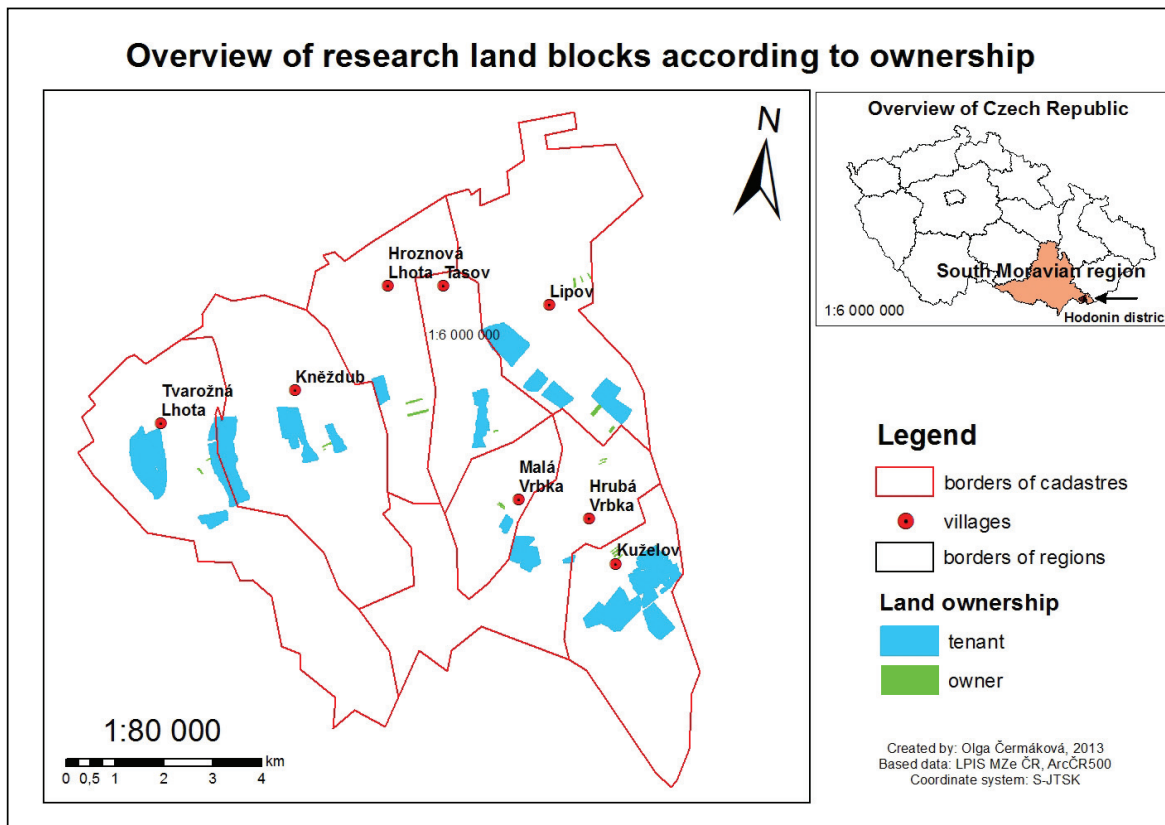 Overview of research land blocks according to ownership
N
Hroznová
Lhota
Tasov
Lipov
1:6 000 000
Kněždub
Tvarožná
Lhota
Malá
Vrbka
Hrubá
Vrbka
Kuželov
1:80 000
km
0 0,5 1 2 3 4
Overview of Czech Republic
South Moravian region
1:6 000 000
Hodonin distric
Legend
borders of cadastres
villages
borders of regions
Land ownership
tenant
owner
Created by: Olga Čermáková, 2013
Based data: LPIS MZe ČR, ArcČR500
Coordinate system: S-JTSK